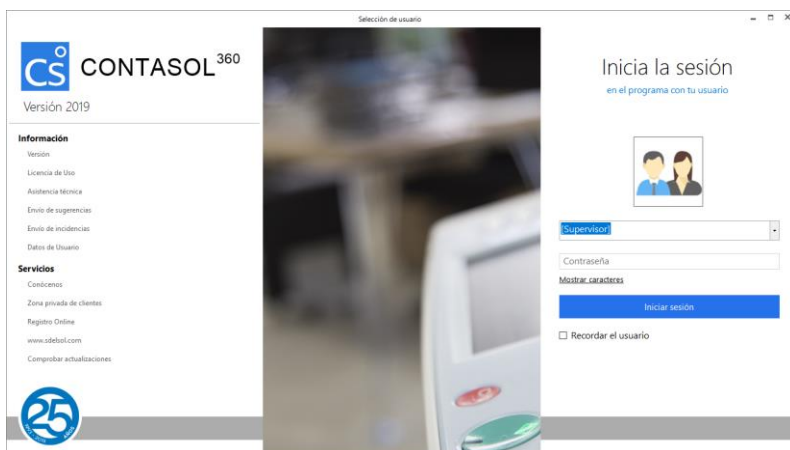 Selección de usuario
CS
CONTASOL 360
Versión 2019
Información
Versión
Licencia de Uso
Asistencia técnica
Envío de sugerencias
Envío de incidencias
Datos de Usuario
Servicios
Conócenos
Zona privada de clientes
Registro Online
www.sdelsol.com
Comprobar actualizaciones
25
Inicia la sesión
en el programa con tu usuario
[Supervisor]
Contraseña
Mostrar caracteres
Iniciar sesión
Recordar el usuario